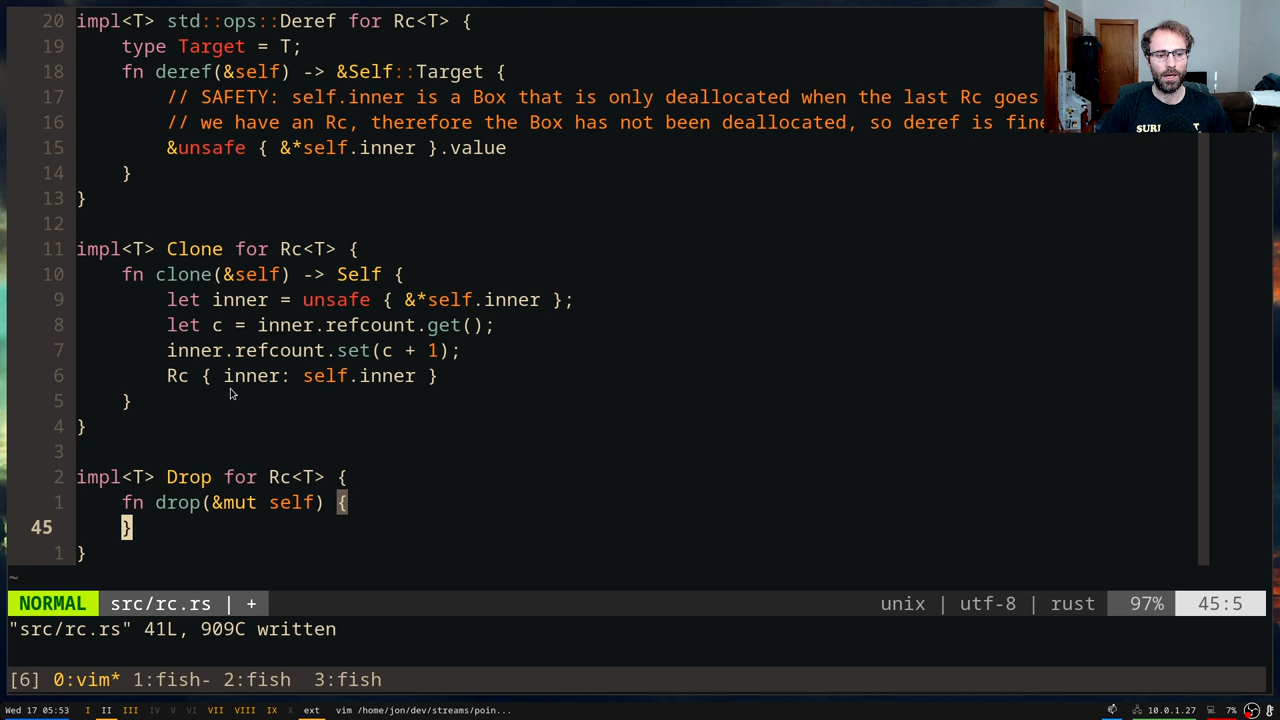 20 impl<T> std::ops::Deref for Rc<T> {
19     type Target = T;
18     fn deref(&self) -> &Self::Target {
17         // SAFETY: self.inner is a Box that is only deallocated when the last Rc goes
16         // we have an Rc, therefore the Box has not been deallocated, so deref is fine
15         &unsafe { &*self.inner }.value
14     }
13 }
12
11 impl<T> Clone for Rc<T> {
10     fn clone(&self) -> Self {
9         let inner = unsafe { &*self.inner };
8         let c = inner.refcount.get();
7         inner.refcount.set(c + 1);
6         Rc { inner: self.inner }
5     }
4 }
3
2 impl<T> Drop for Rc<T> {
1     fn drop(&mut self) {
45     }
1 }
~
NORMAL src/rc.rs | + unix | utf-8 | rust 97% 45:5
"src/rc.rs" 41L, 909C written
[6] 0:vim* 1:fish- 2:fish 3:fish
Wed 17 05:53 I II III IV V VI VII VIII IX X ext vim /home/jon/dev/streams/poin... 10.0.1.27 7%